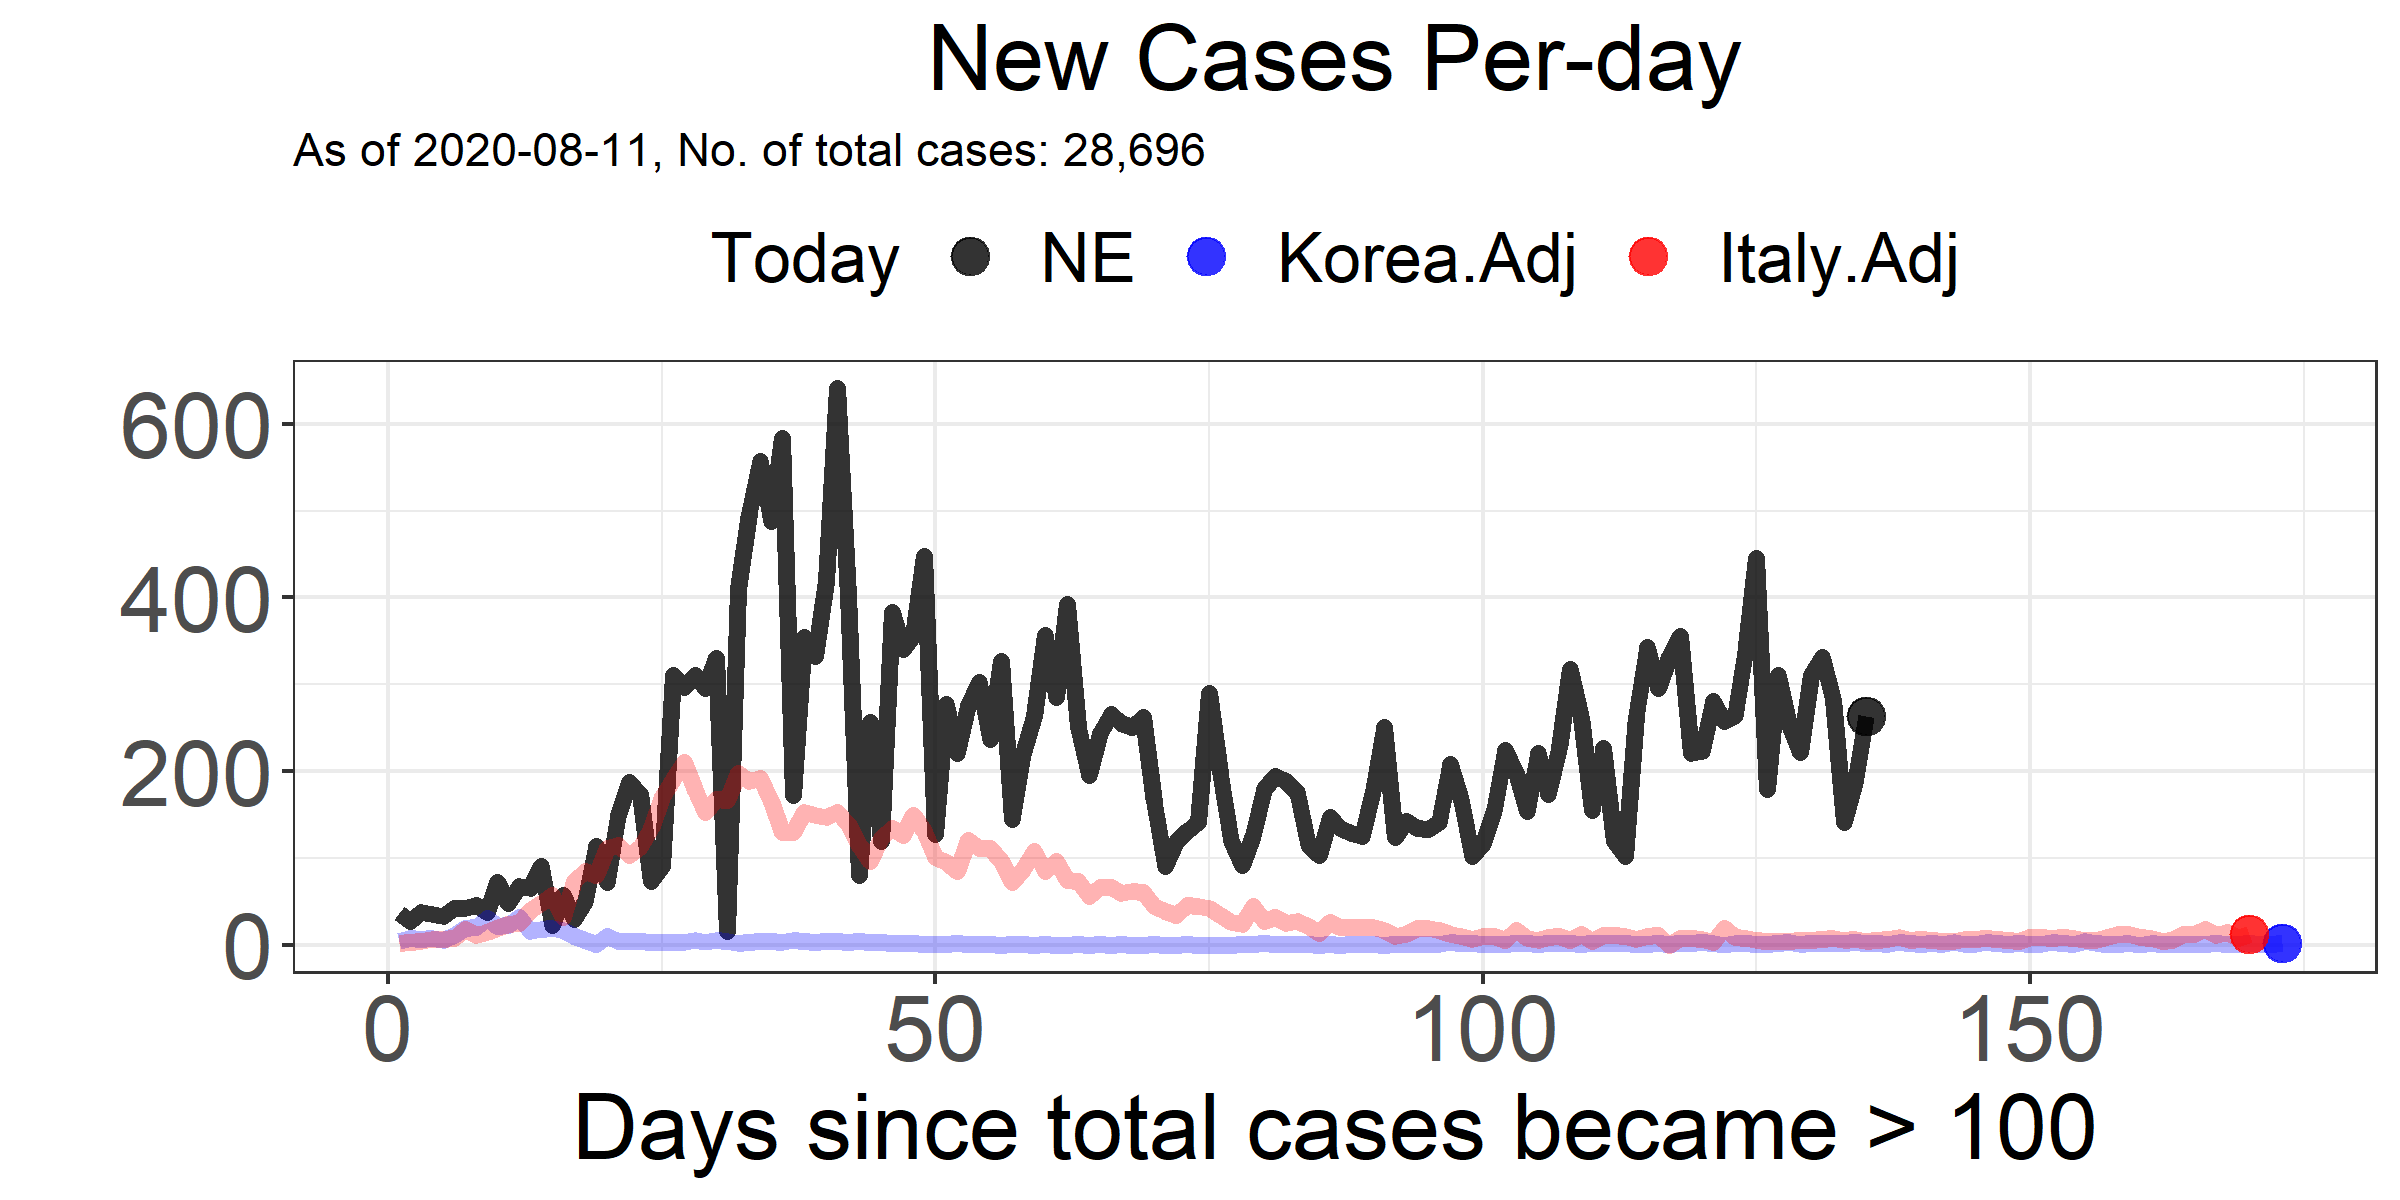 New Cases Per-day
As of 2020-08-11, No. of total cases: 28,696
Today NE Korea.Adj Italy.Adj
600
400
200
0
0 50 100 150
Days since total cases became > 100